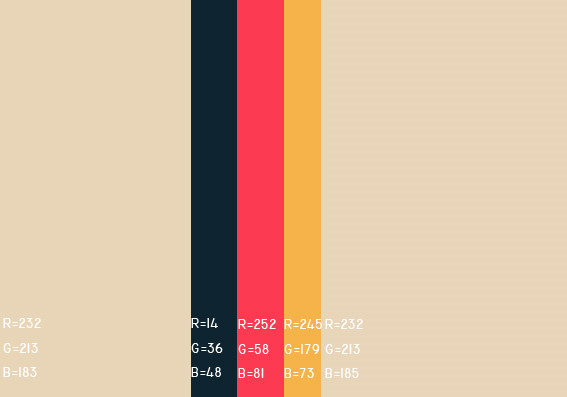 R=232
G=213
B=183
R=14
G=36
B=48
R=252
G=58
B=81
R=245
G=179
B=73
R=232
G=213
B=185